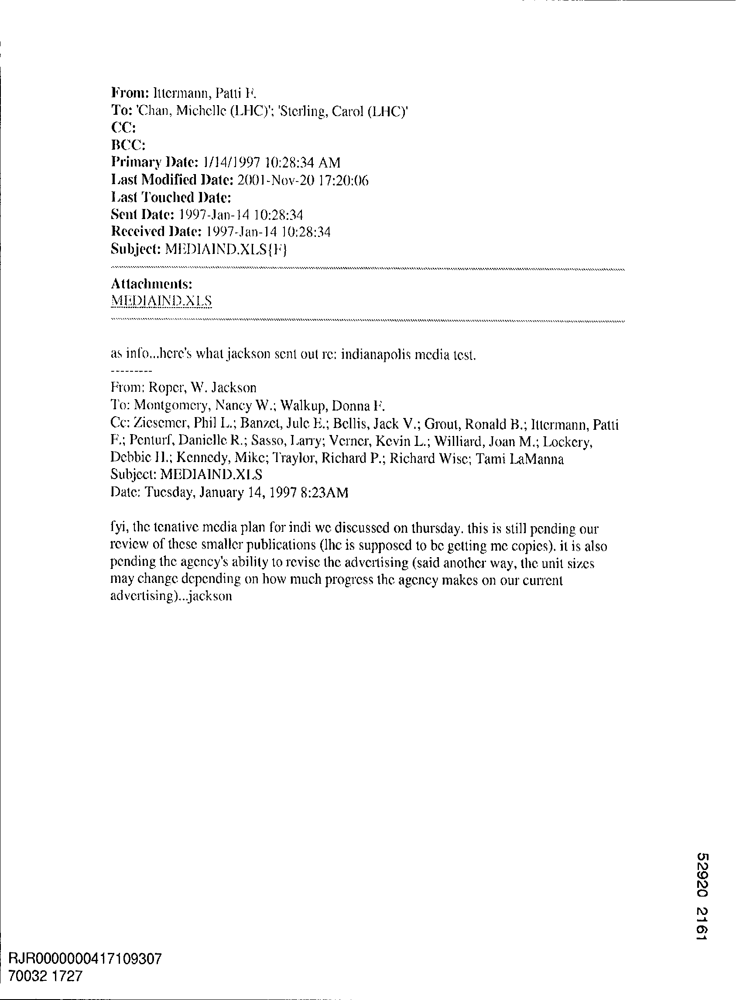 From: Ittermann, Patti F.
To: 'Chan, Michelle (LHC)'; 'Sterling, Carol (LHC)'
CC:
BCC:
Primary Date: 1/14/1997 10:28:34 AM
Last Modified Date: 2001-Nov-20 17:20:06
Last Touched Date:
Sent Date: 1997-Jan-14 10:28:34
Received Date: 1997-Jan-14 10:28:34
Subject: MEDIAIND.XLS{F}
Attachments:
MEDIAIND.XLS
as info...here's what jackson sent out re: indianapolis media test.
---------
From: Roper, W. Jackson
To: Montgomery, Nancy W.; Walkup, Donna F.
Cc: Ziesemer, Phil L.; Banzet, Jule E.; Bellis, Jack V.; Grout, Ronald B.; Ittermann, Patti
F.; Penturf, Danielle R.; Sasso, Larry; Verner, Kevin L.; Williard, Joan M.; Lockery,
Debbie H.; Kennedy, Mike; Traylor, Richard P.; Richard Wise; Tami LaManna
Subject: MEDIAIND.XLS
Date: Tuesday, January 14, 1997 8:23AM
fyi, the tenative media plan for indi we discussed on thursday. this is still pending our
review of these smaller publications (lhc is supposed to be getting me copies). it is also
pending the agency's ability to revise the advertising (said another way, the unit sizes
may change depending on how much progress the agency makes on our current
advertising)...jackson
52920 2161
RJR0000000417109307
70032 1727